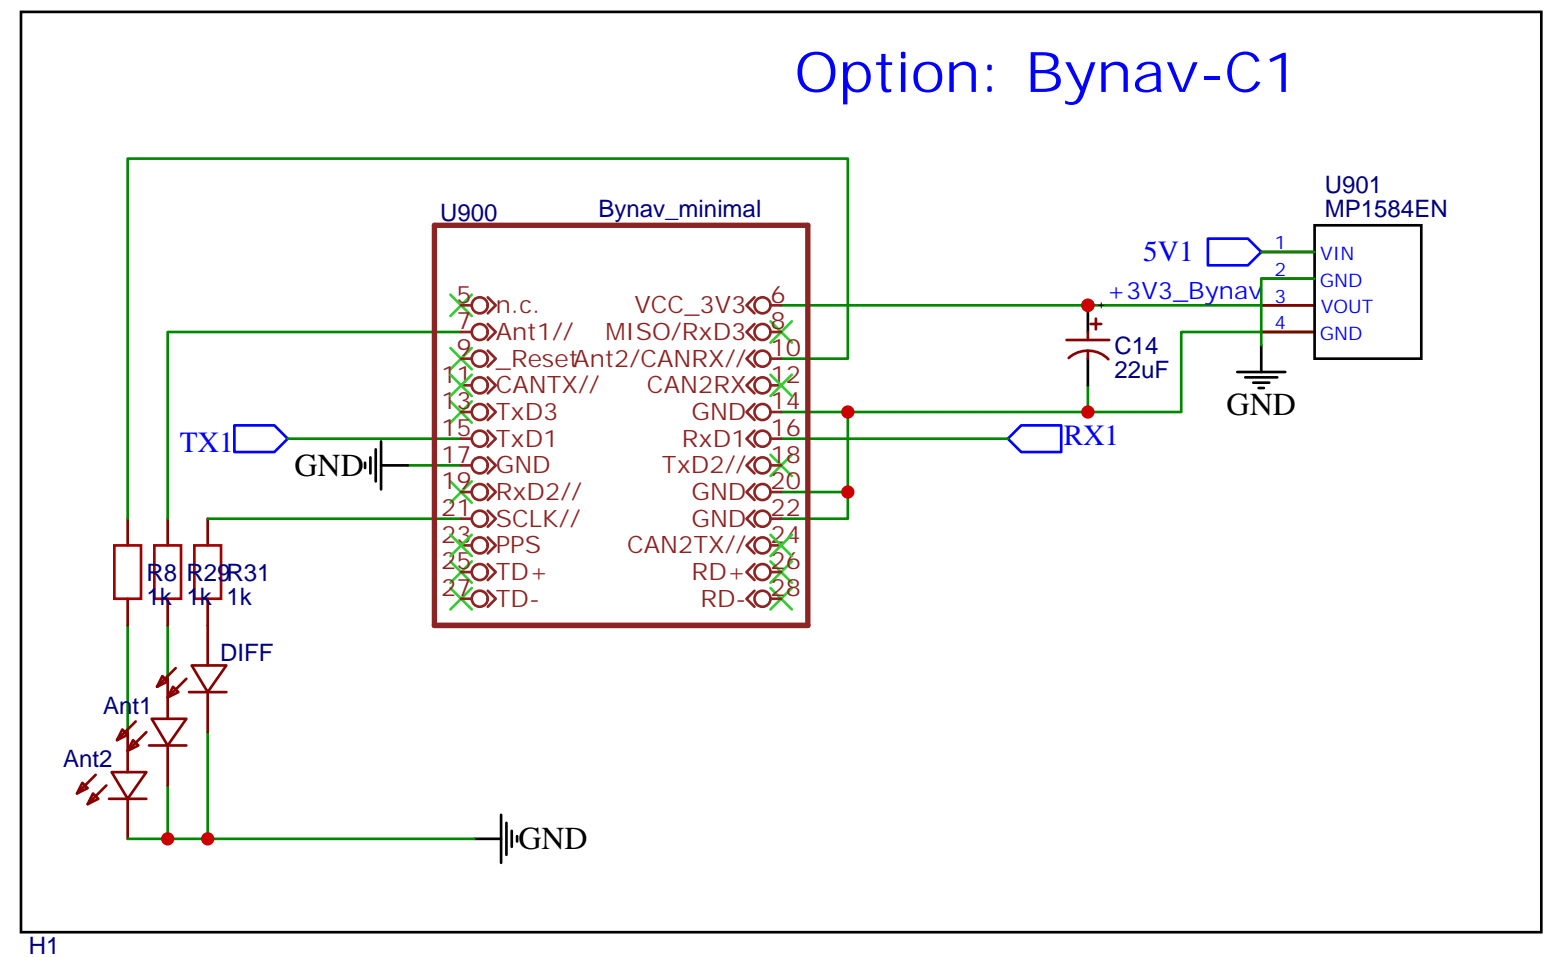 Option: Bynav-C1
U901
MP1584EN
U900
Bynav_minimal
5V1
1
VIN
2
GND
+3V3_Bynav
3
VOUT
4
GND
GND
5
n.c.
VCC_3V3
6
7
Ant1//
MISO/RxD3
8
9
_Reset
Ant2/CANRX//
10
11
CANTX//
CAN2RX
12
13
TxD3
GND
14
TX1
15
TxD1
RxD1
16
RX1
GND
17
GND
TxD2//
18
19
RxD2//
GND
20
21
SCLK//
GND
22
23
PPS
CAN2TX//
24
25
TD+
RD+
26
27
TD-
RD-
28
+
C14
22uF
R8
1k
R29
1k
R31
1k
DIFF
Ant1
Ant2
GND
H1